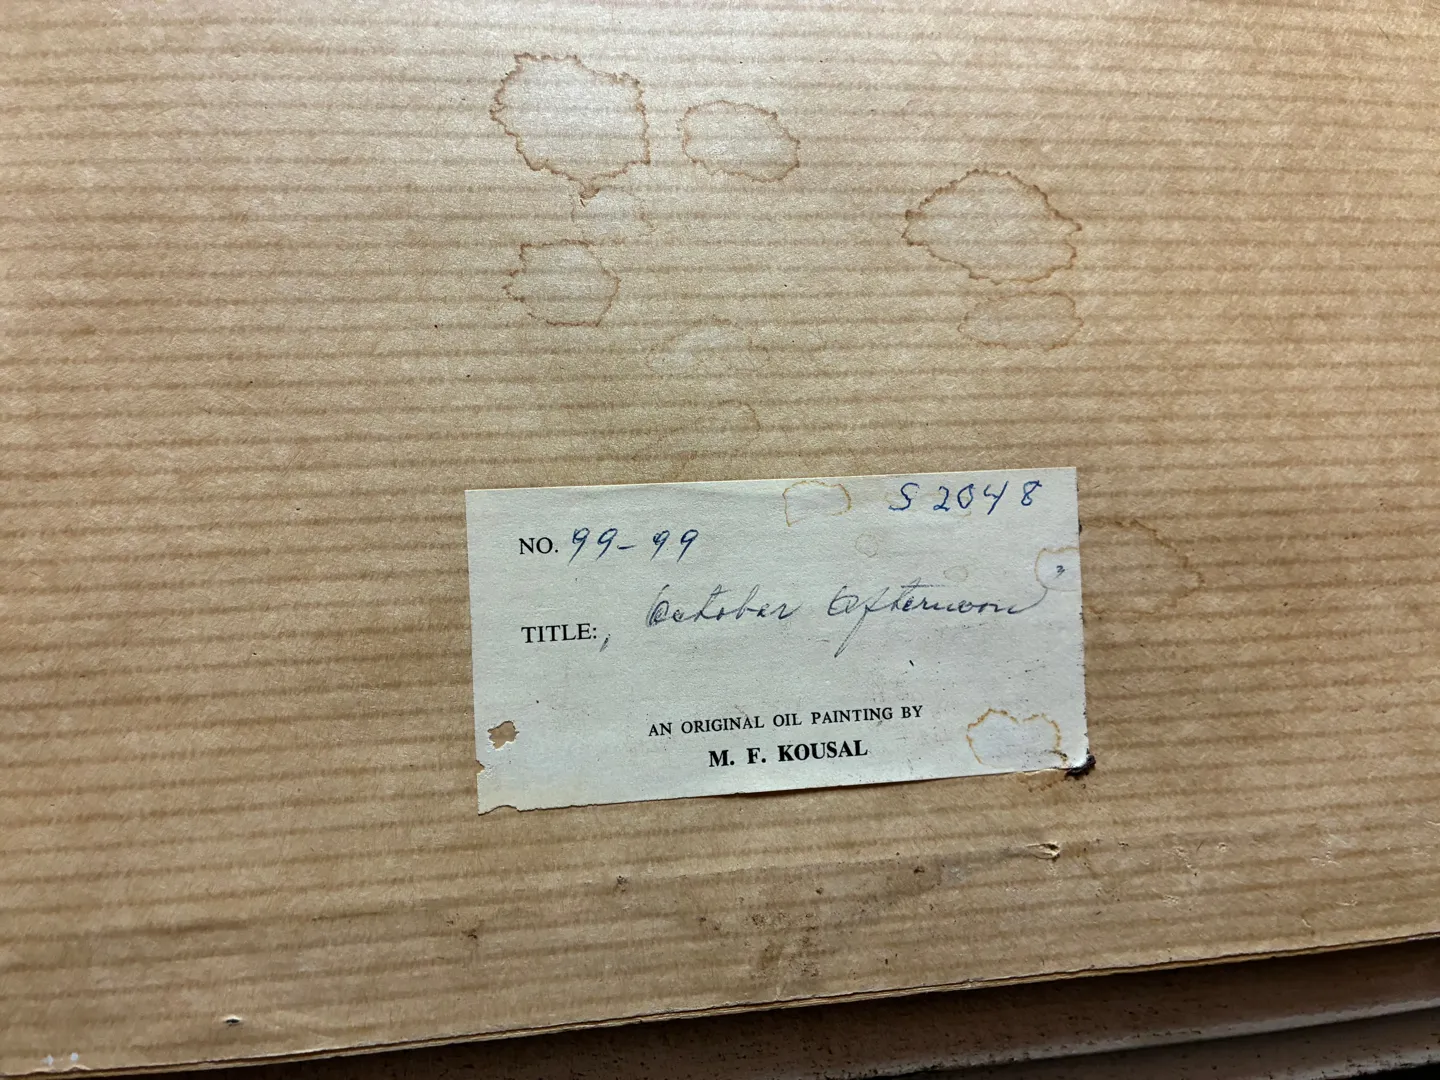 S 2048
NO. 99-99
TITLE: October Afternoon
AN ORIGINAL OIL PAINTING BY
M. F. KOUSAL